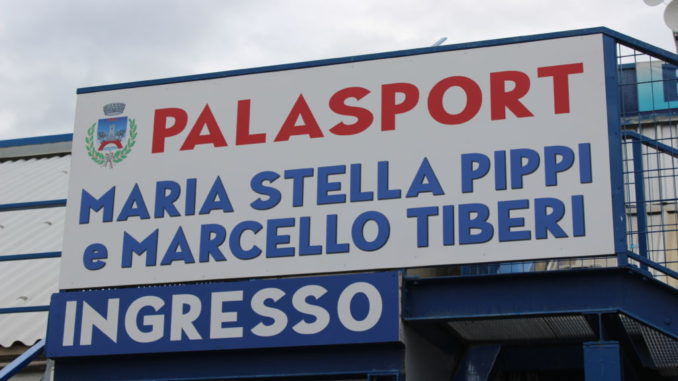 PALASPORT
MARIA STELLA PIPPI
e MARCELLO TIBERI
INGRESSO